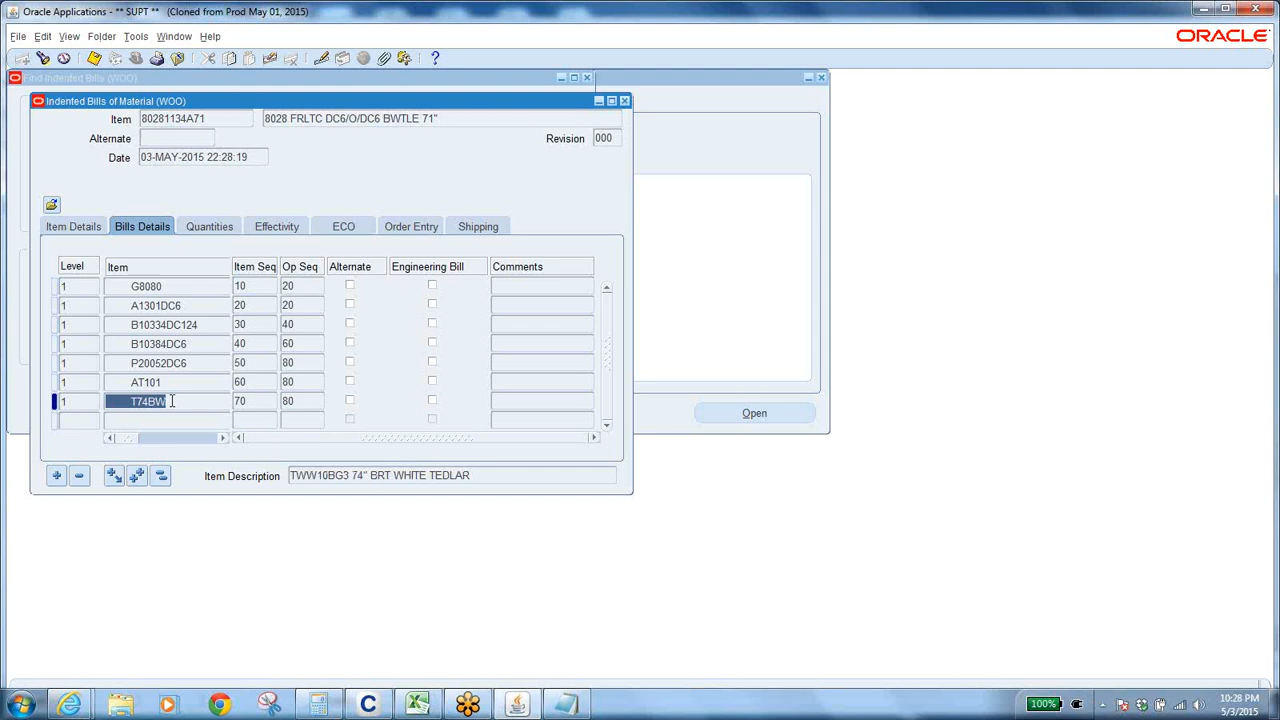 Oracle Applications - ** SUPT ** (Cloned from Prod May 01, 2015)
File Edit View Folder Tools Window Help
ORACLE
Find Indented Bills (WOO)
Indented Bills of Material (WOO)
Item 80281134A71 8028 FRLTC DC6/O/DC6 BWTLE 71"
Alternate Revision 000
Date 03-MAY-2015 22:28:19
Item Details Bills Details Quantities Effectivity ECO Order Entry Shipping
Level Item Item Seq Op Seq Alternate Engineering Bill Comments
1 G8080 10 20
1 A1301DC6 20 20
1 B10334DC124 30 40
1 B10384DC6 40 60
1 P20052DC6 50 80
1 AT101 60 80
1 T74BW 70 80
Open
Item Description TWW10BG3 74" BRT WHITE TEDLAR
100%
10:28 PM
5/3/2015